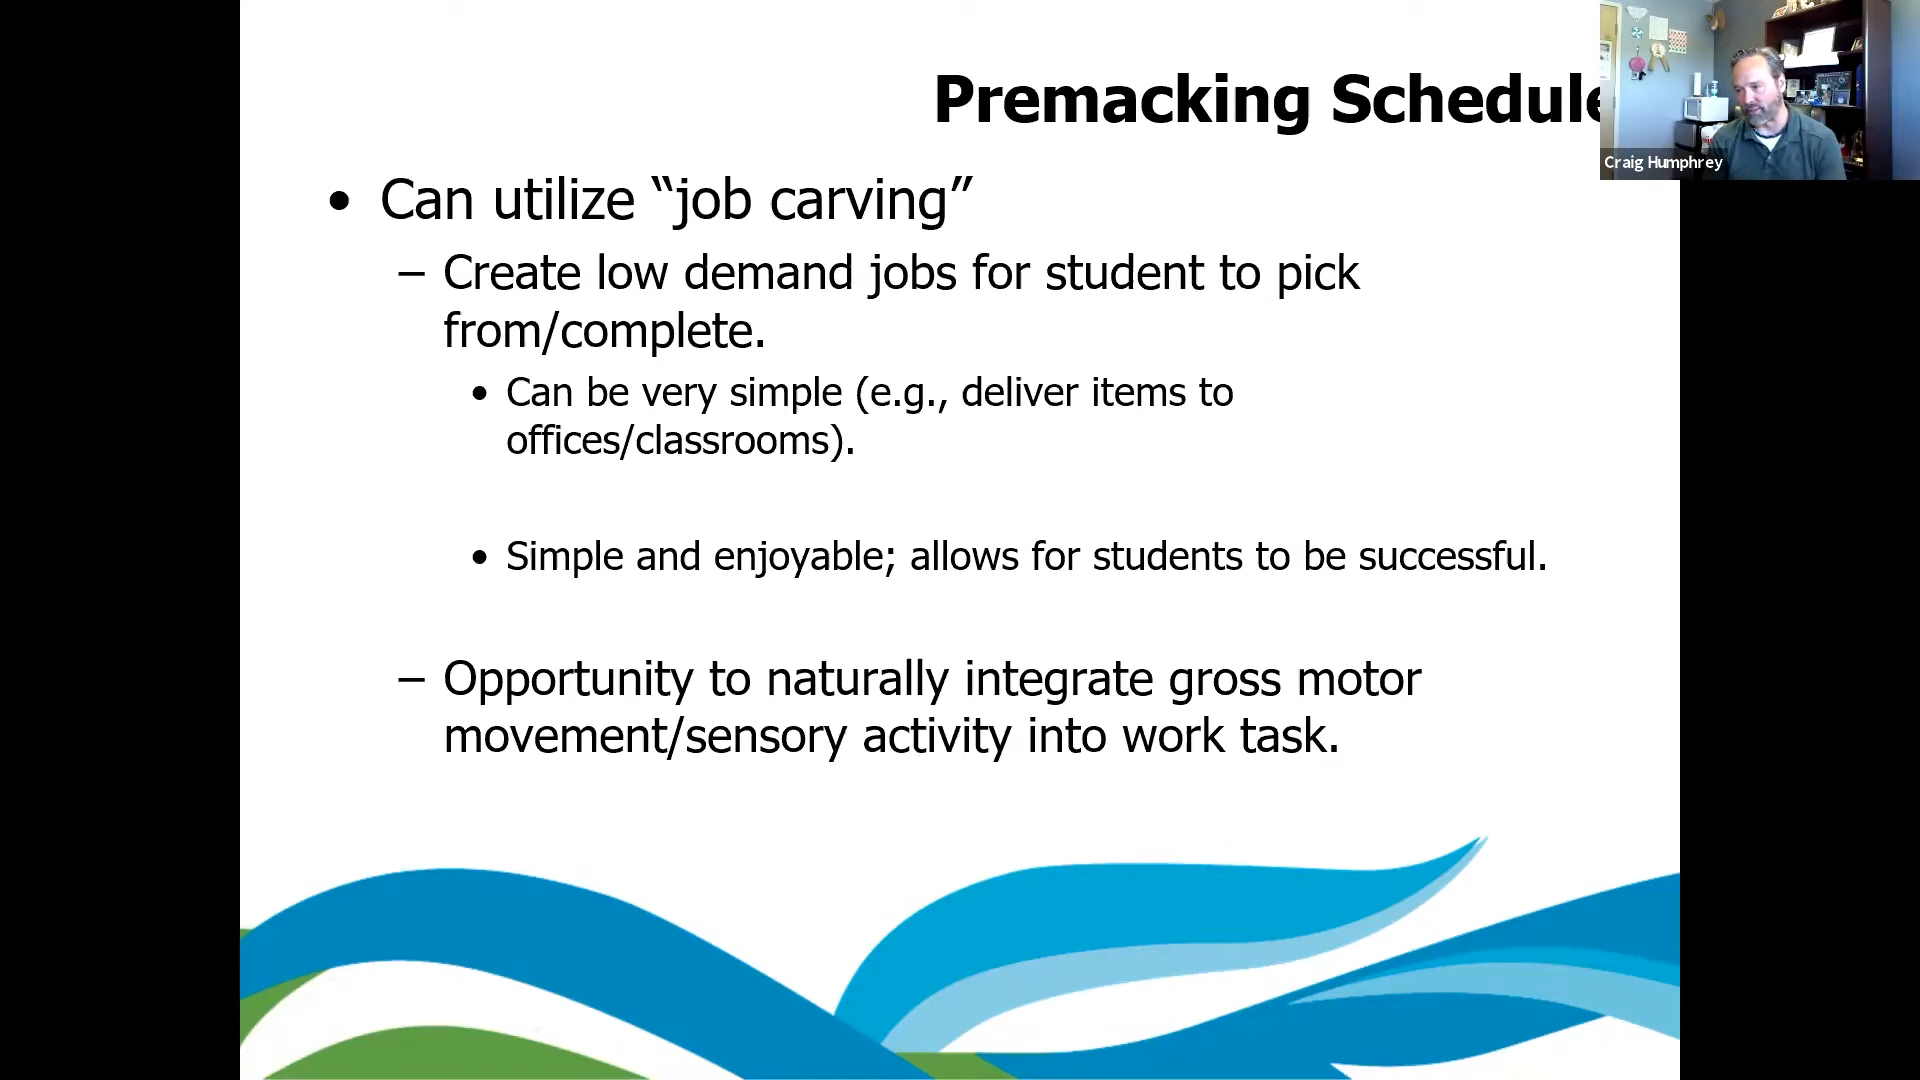 Premacking Schedule
Craig Humphrey
• Can utilize “job carving”
– Create low demand jobs for student to pick
from/complete.
• Can be very simple (e.g., deliver items to
offices/classrooms).
• Simple and enjoyable; allows for students to be successful.
– Opportunity to naturally integrate gross motor
movement/sensory activity into work task.